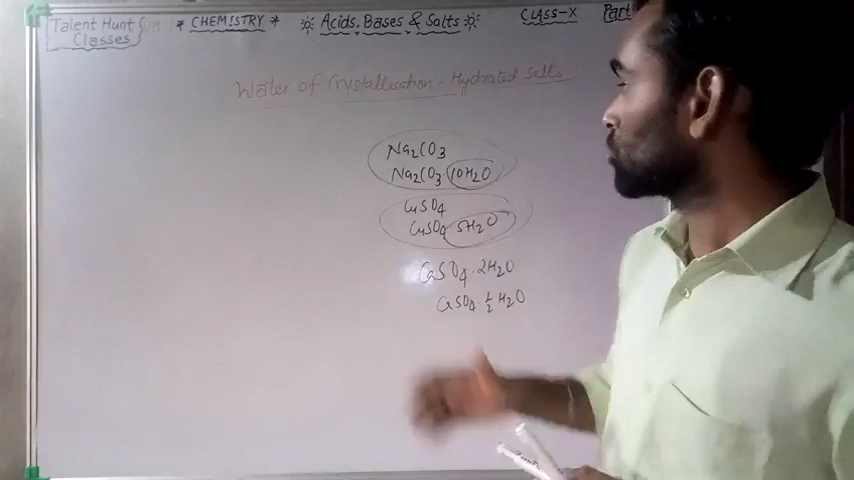 Talent Hunt * CHEMISTRY * Acids, Bases & Salts CLASS-X Part
Classes
Water of Crystallisation - Hydrated Salts
Na2CO3
Na2CO3.10H2O
CuSO4
CuSO4 5H2O
CaSO4.2H2O
CaSO4.1/2H2O